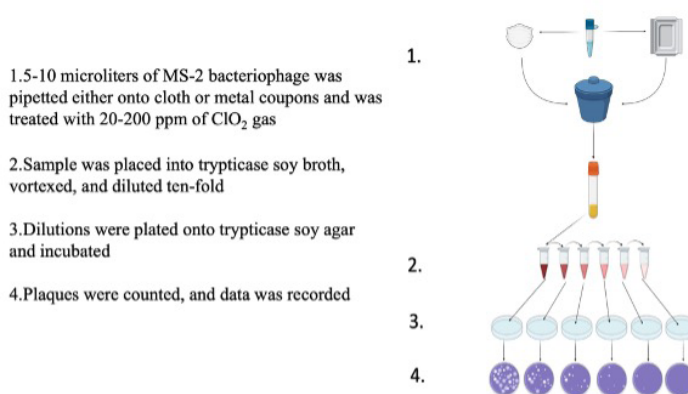 1.
1.5-10 microliters of MS-2 bacteriophage was
pipetted either onto cloth or metal coupons and was
treated with 20-200 ppm of ClO₂ gas
2.Sample was placed into trypticase soy broth,
vortexed, and diluted ten-fold
3.Dilutions were plated onto trypticase soy agar
and incubated
2.
4.Plaques were counted, and data was recorded
3.
4.